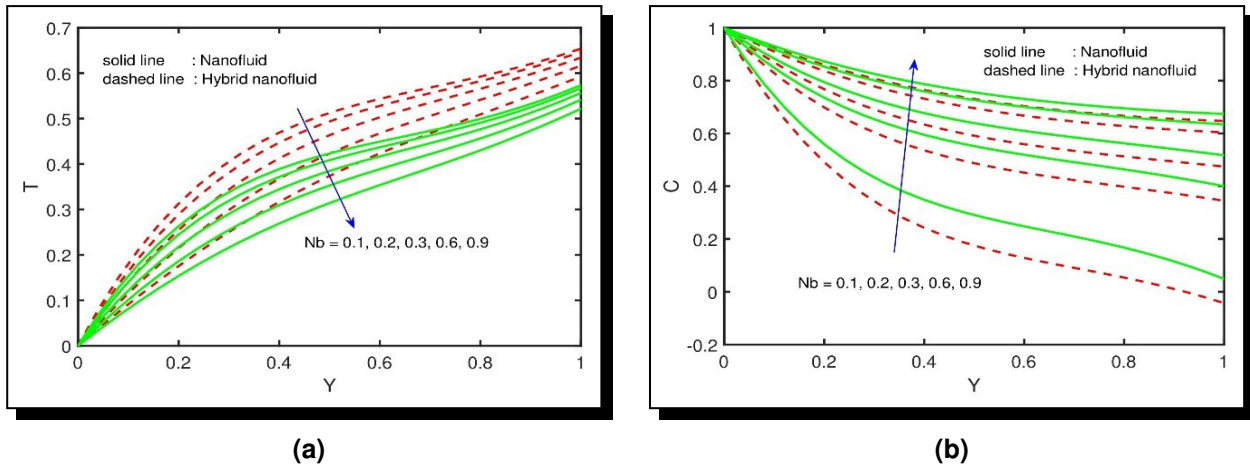 0.7
0.6
0.5
0.4
0.3
0.2
0.1
0
T
solid line : Nanofluid
dashed line : Hybrid nanofluid
Nb = 0.1, 0.2, 0.3, 0.6, 0.9
0 0.2 0.4 0.6 0.8 1
Y
(a)
1
0.8
0.6
0.4
0.2
0
-0.2
C
solid line : Nanofluid
dashed line : Hybrid nanofluid
Nb = 0.1, 0.2, 0.3, 0.6, 0.9
0 0.2 0.4 0.6 0.8 1
Y
(b)